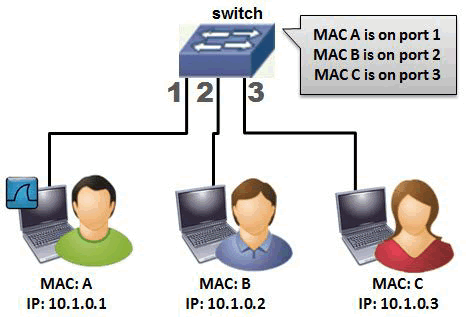 switch
MAC A is on port 1
MAC B is on port 2
MAC C is on port 3
1 2 3
MAC: A
IP: 10.1.0.1
MAC: B
IP: 10.1.0.2
MAC: C
IP: 10.1.0.3